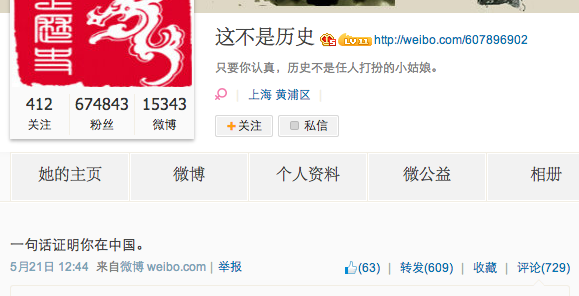 这不是历史 http://weibo.com/607896902
只要你认真，历史不是任人打扮的小姑娘。
上海 黄浦区
412 674843 15343
关注 粉丝 微博
+关注 私信
她的主页 微博 个人资料 微公益 相册
一句话证明你在中国。
5月21日 12:44 来自微博 weibo.com | 举报 (63) | 转发(609) | 收藏 | 评论(729)